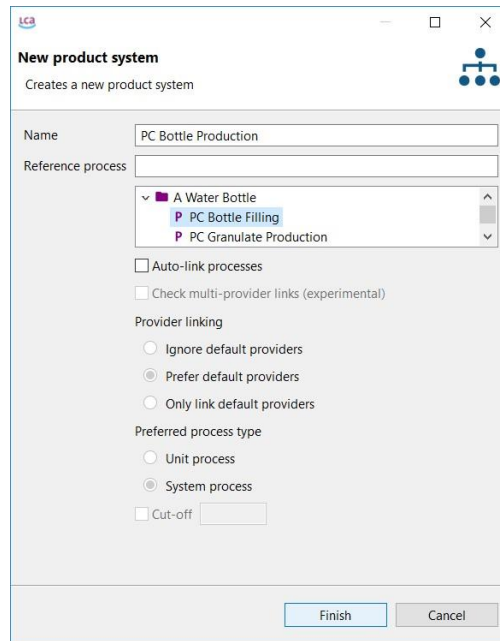 LCA
New product system
Creates a new product system
Name PC Bottle Production
Reference process
A Water Bottle
P PC Bottle Filling
P PC Granulate Production
Auto-link processes
Check multi-provider links (experimental)
Provider linking
Ignore default providers
Prefer default providers
Only link default providers
Preferred process type
Unit process
System process
Cut-off
Finish Cancel